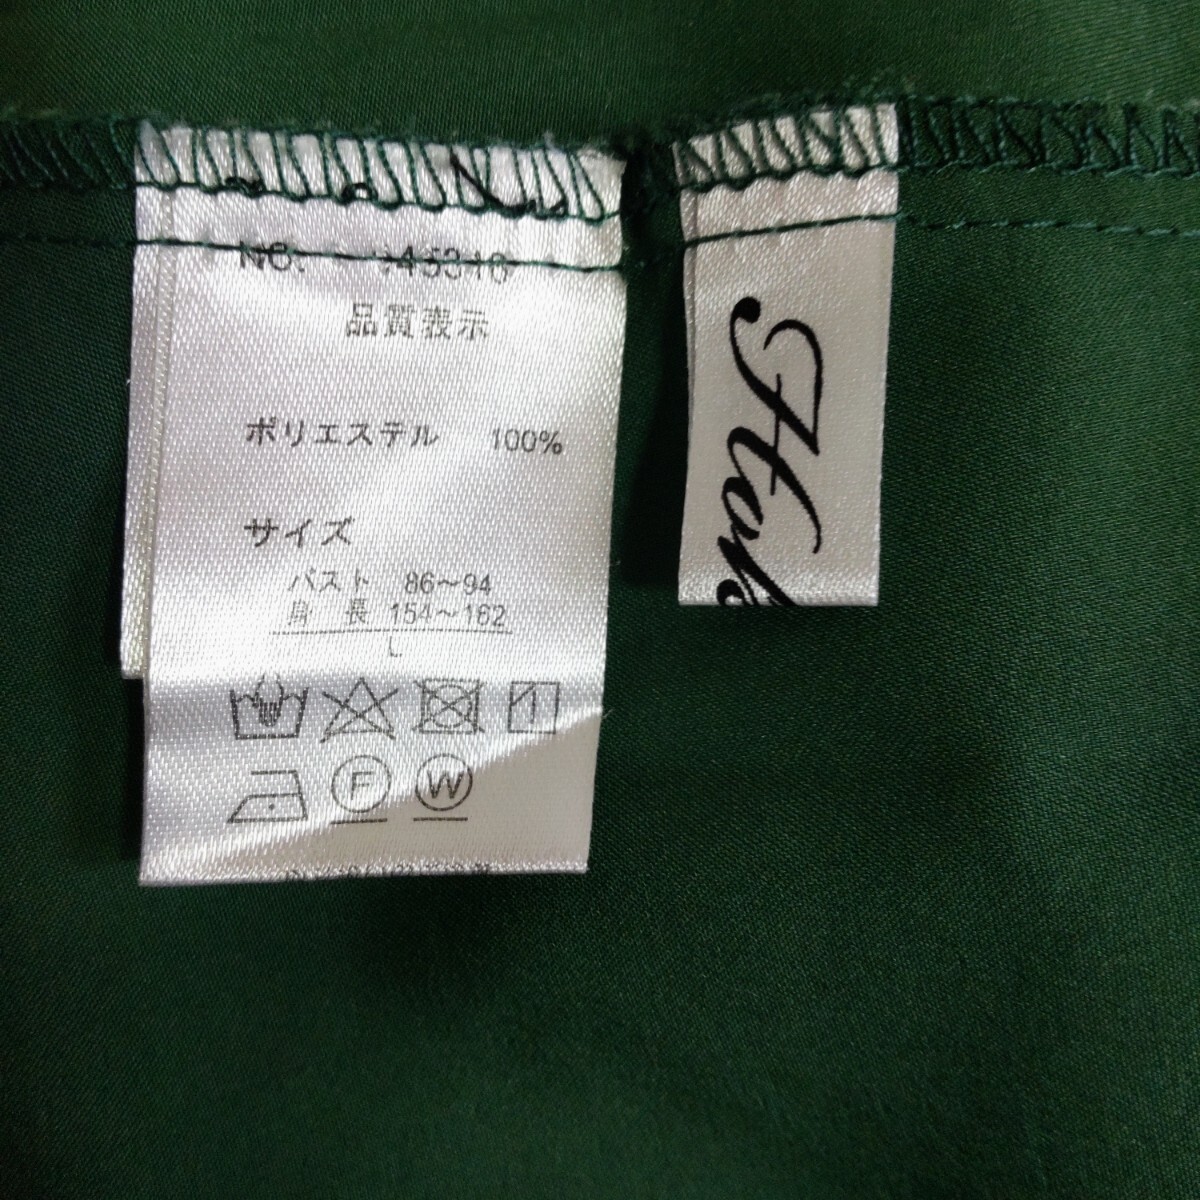 NO.
品質表示
ポリエステル 100%
サイズ
バスト 86～94
身 長 154～162
L
F W